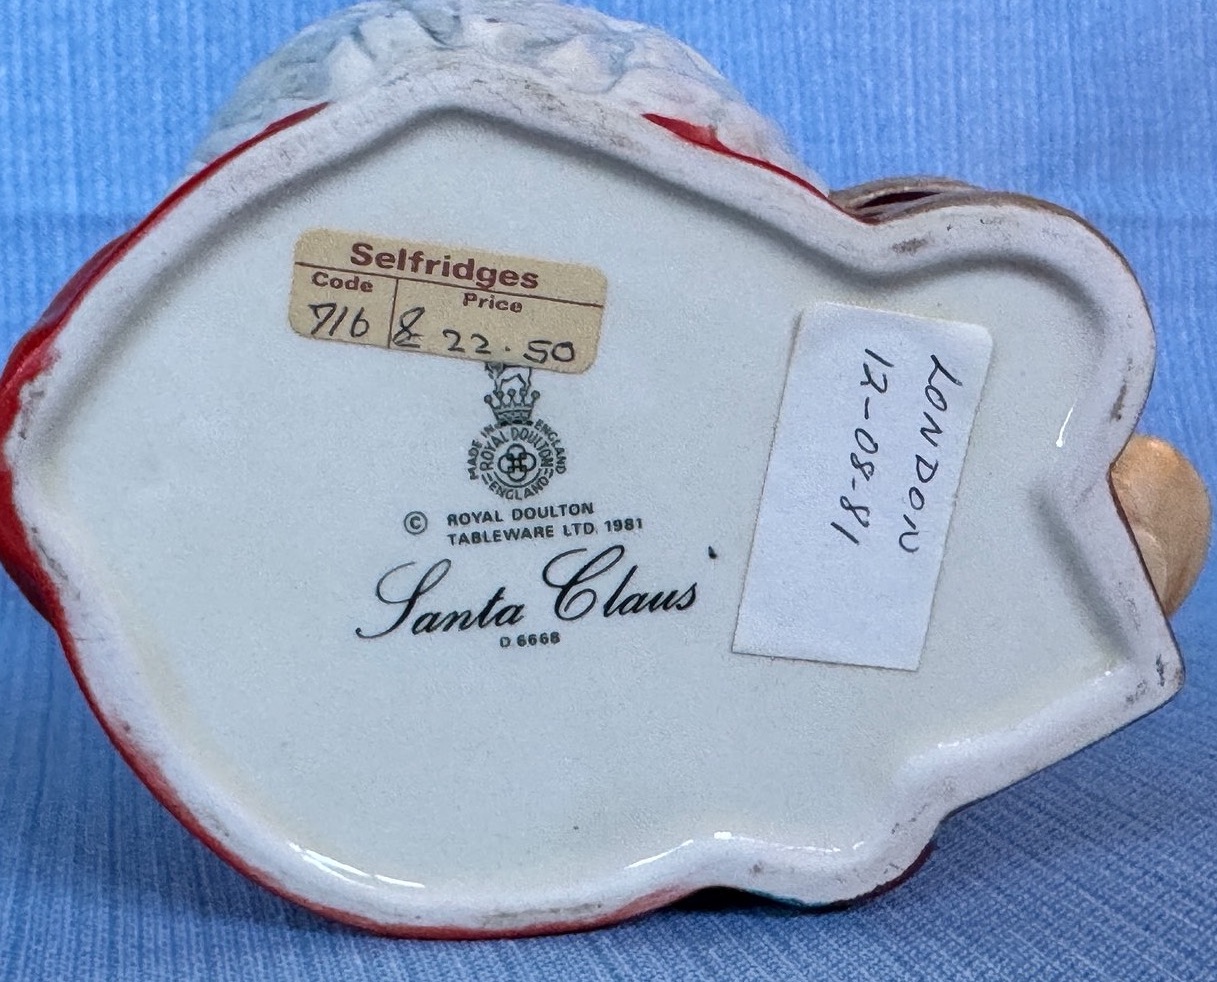 Selfridges
Code
Price
716
£ 22.50
MADE IN ENGLAND
ROYAL DOULTON
ENGLAND
© ROYAL DOULTON
TABLEWARE LTD. 1981
Santa Claus
D 6668
LONDON
12-08-81